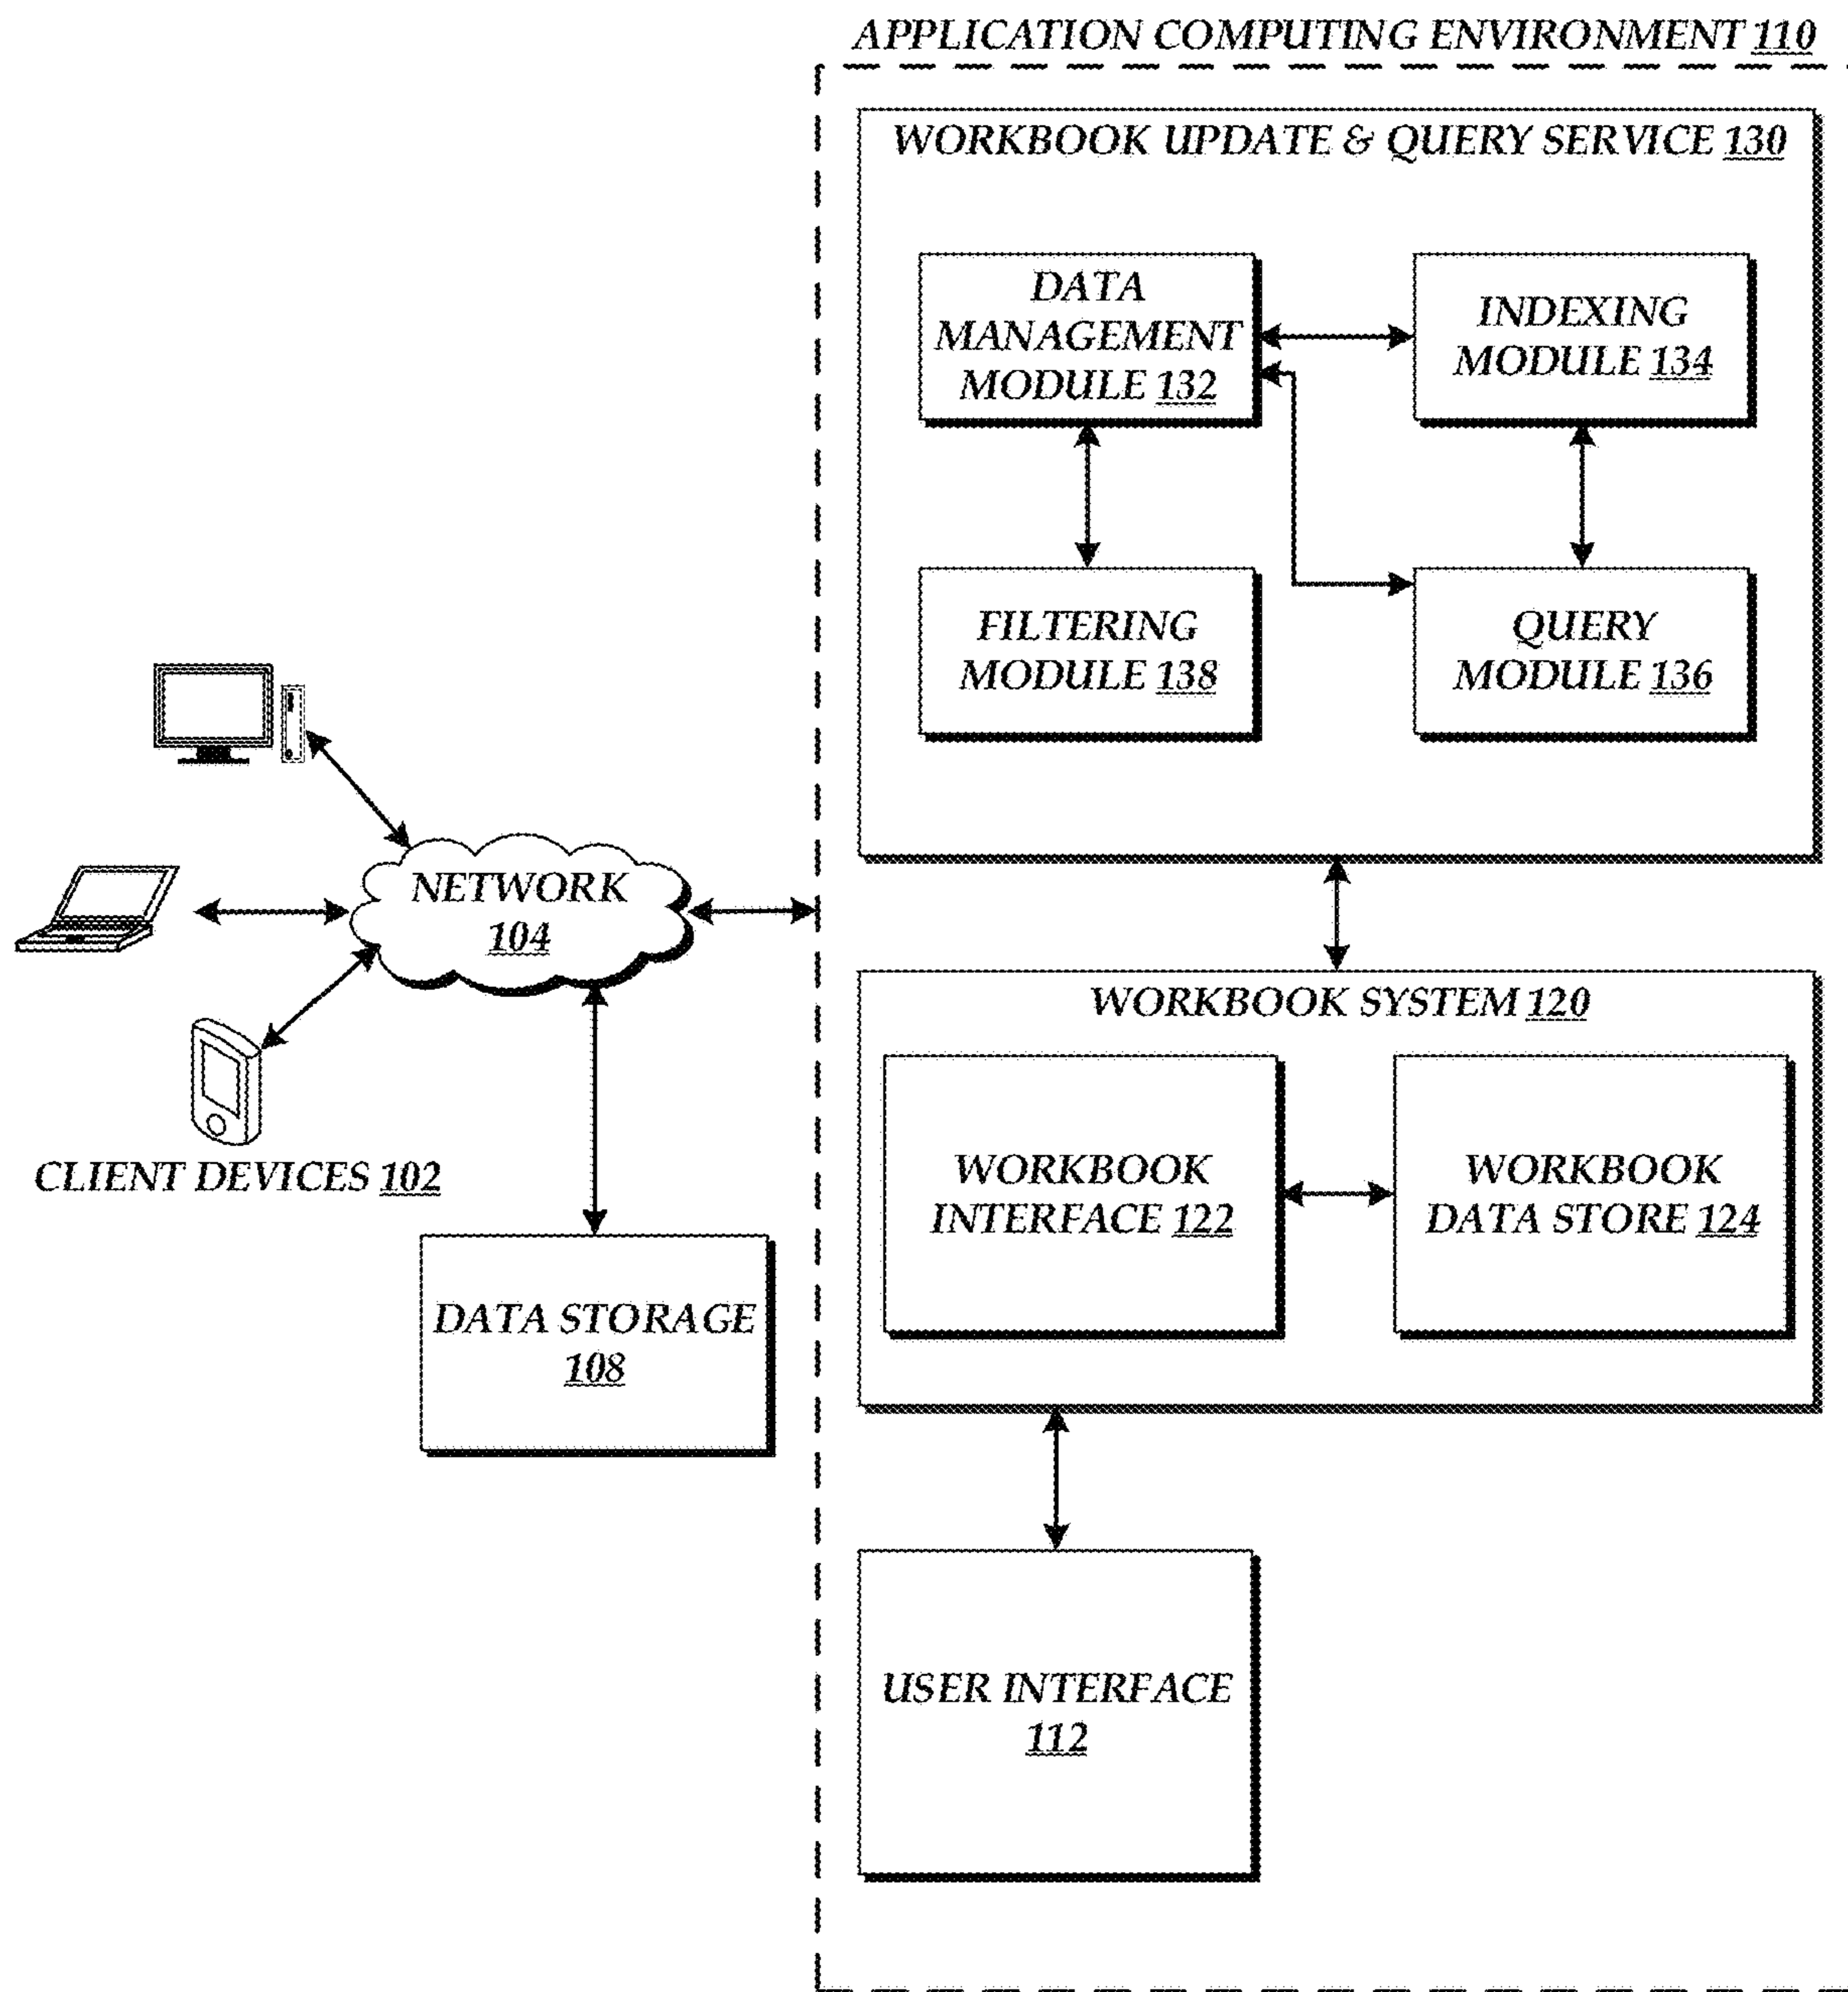 APPLICATION COMPUTING ENVIRONMENT 110
WORKBOOK UPDATE & QUERY SERVICE 130
DATA
MANAGEMENT
MODULE 132
INDEXING
MODULE 134
FILTERING
MODULE 138
QUERY
MODULE 136
NETWORK
104
CLIENT DEVICES 102
DATA STORAGE
108
WORKBOOK SYSTEM 120
WORKBOOK
INTERFACE 122
WORKBOOK
DATA STORE 124
USER INTERFACE
112